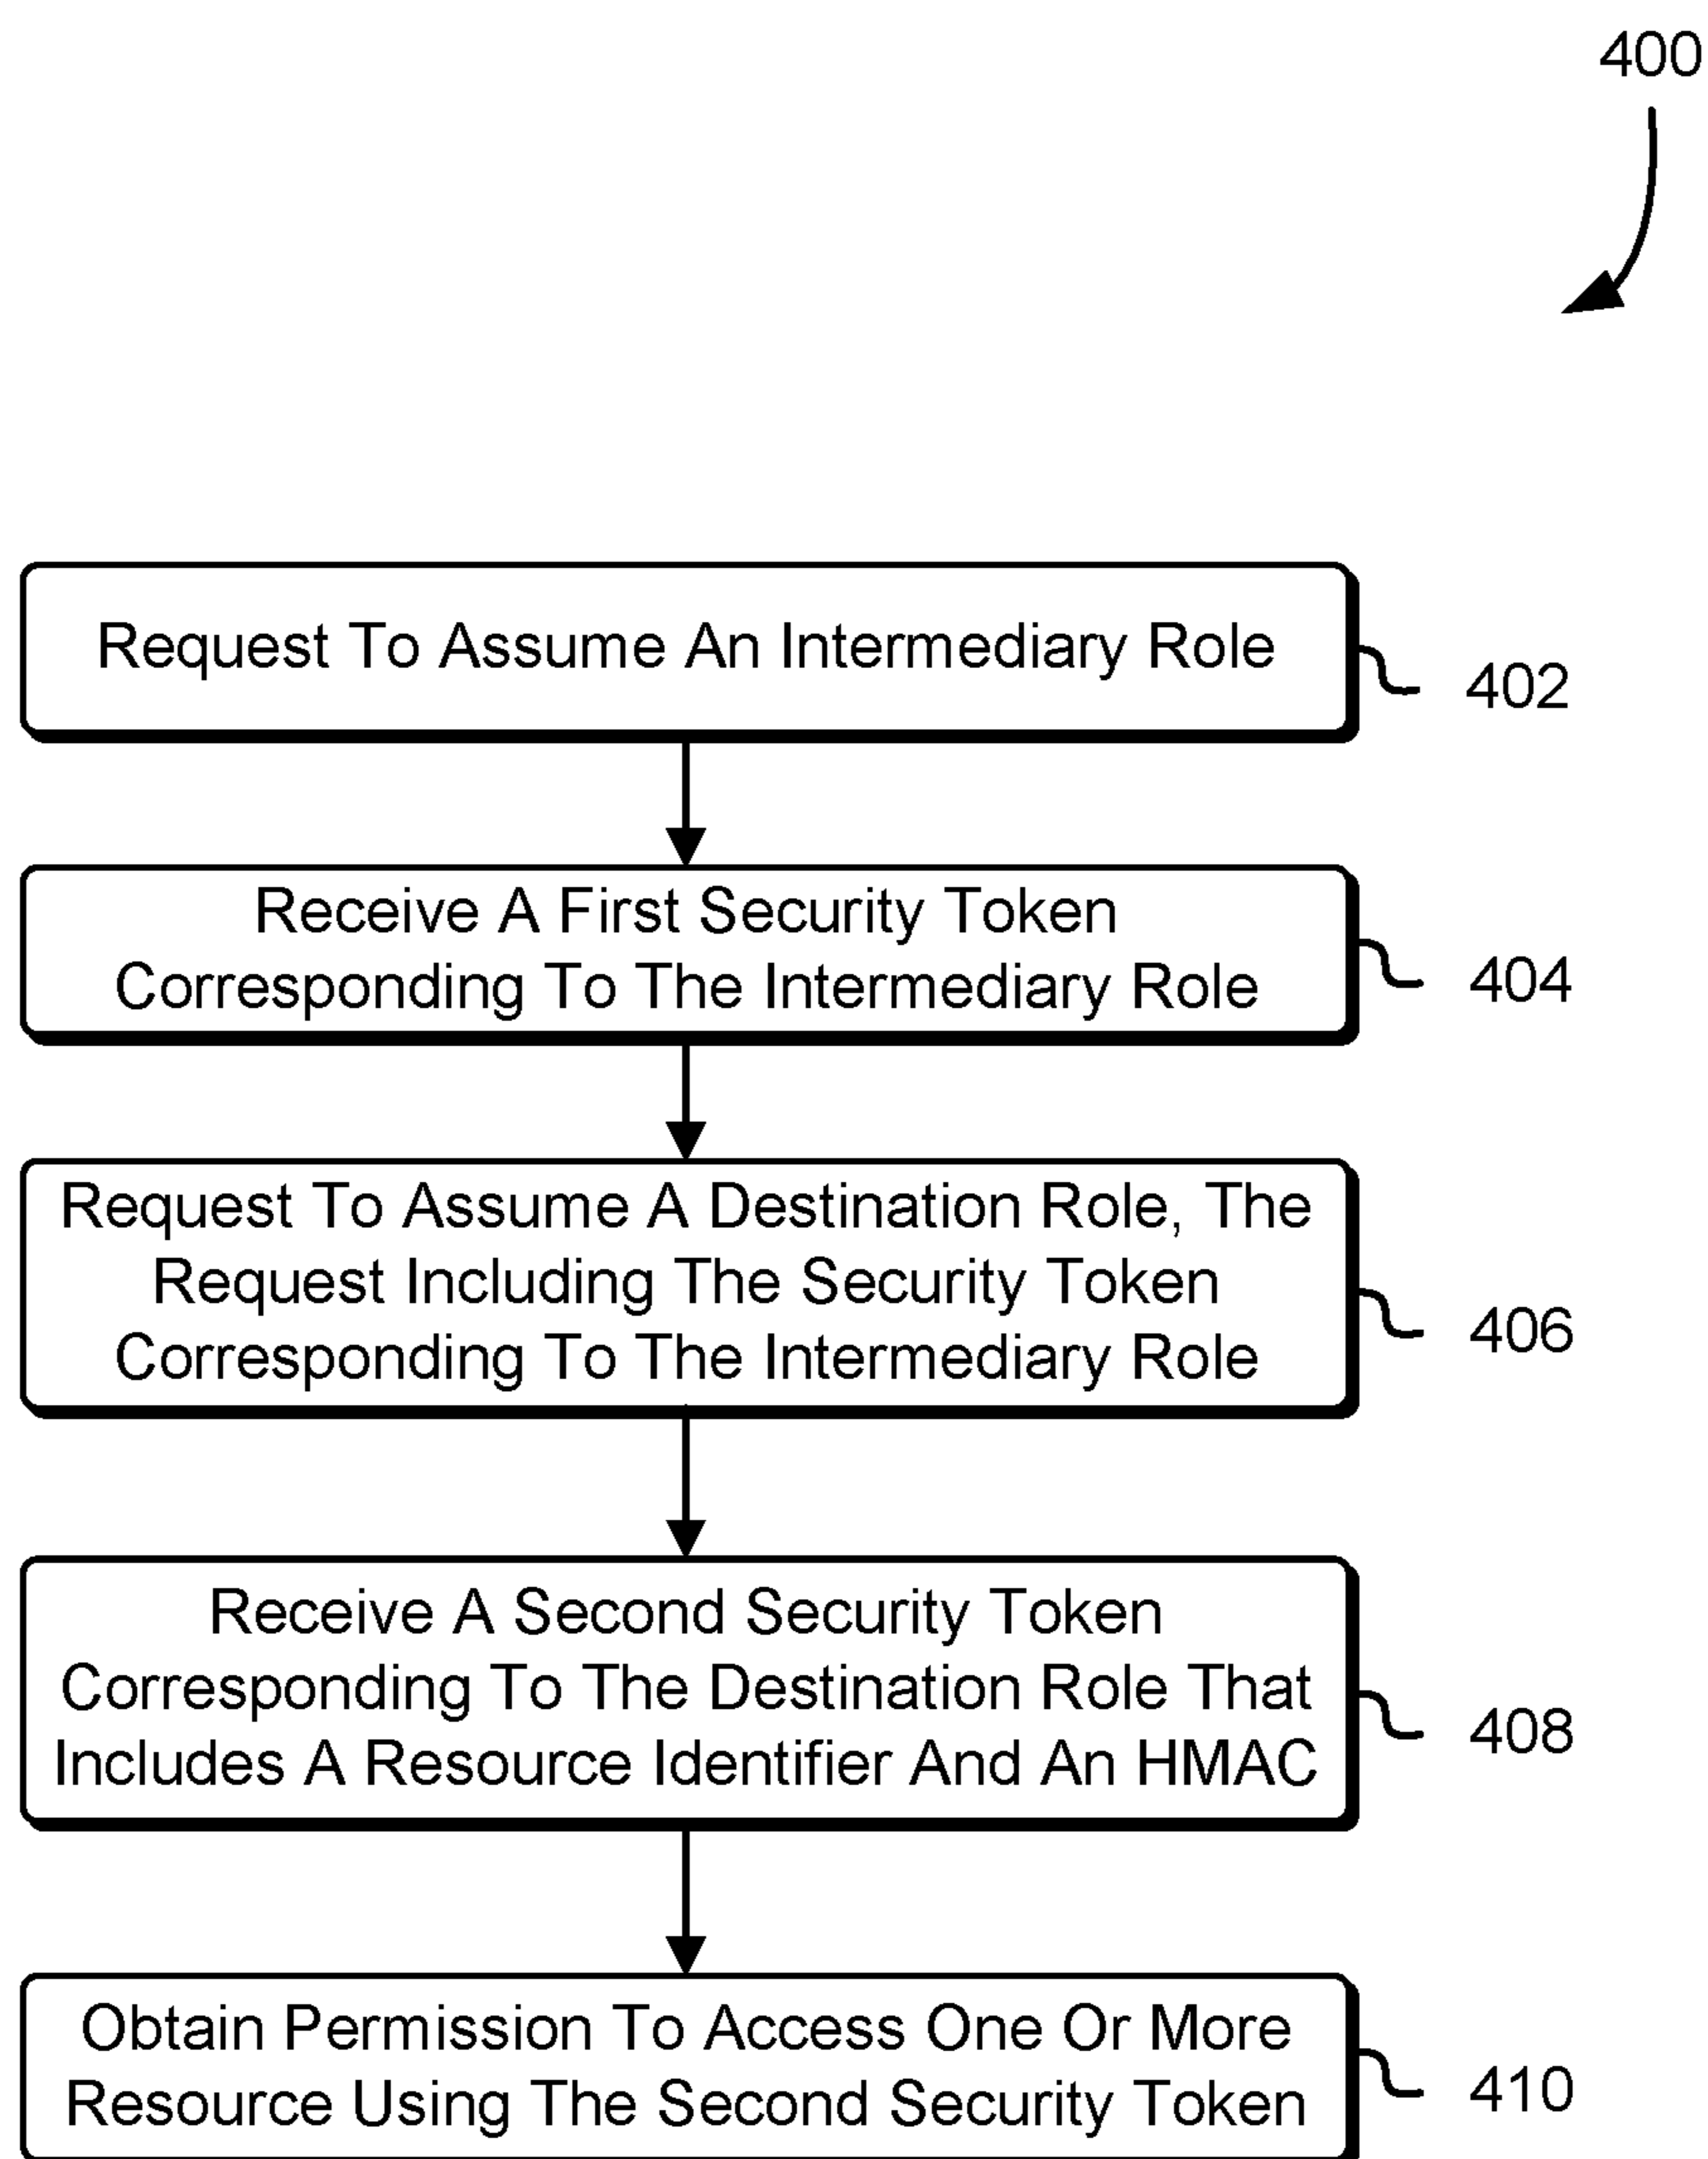 400
Request To Assume An Intermediary Role
402
Receive A First Security Token
Corresponding To The Intermediary Role
404
Request To Assume A Destination Role, The
Request Including The Security Token
Corresponding To The Intermediary Role
406
Receive A Second Security Token
Corresponding To The Destination Role That
Includes A Resource Identifier And An HMAC
408
Obtain Permission To Access One Or More
Resource Using The Second Security Token
410